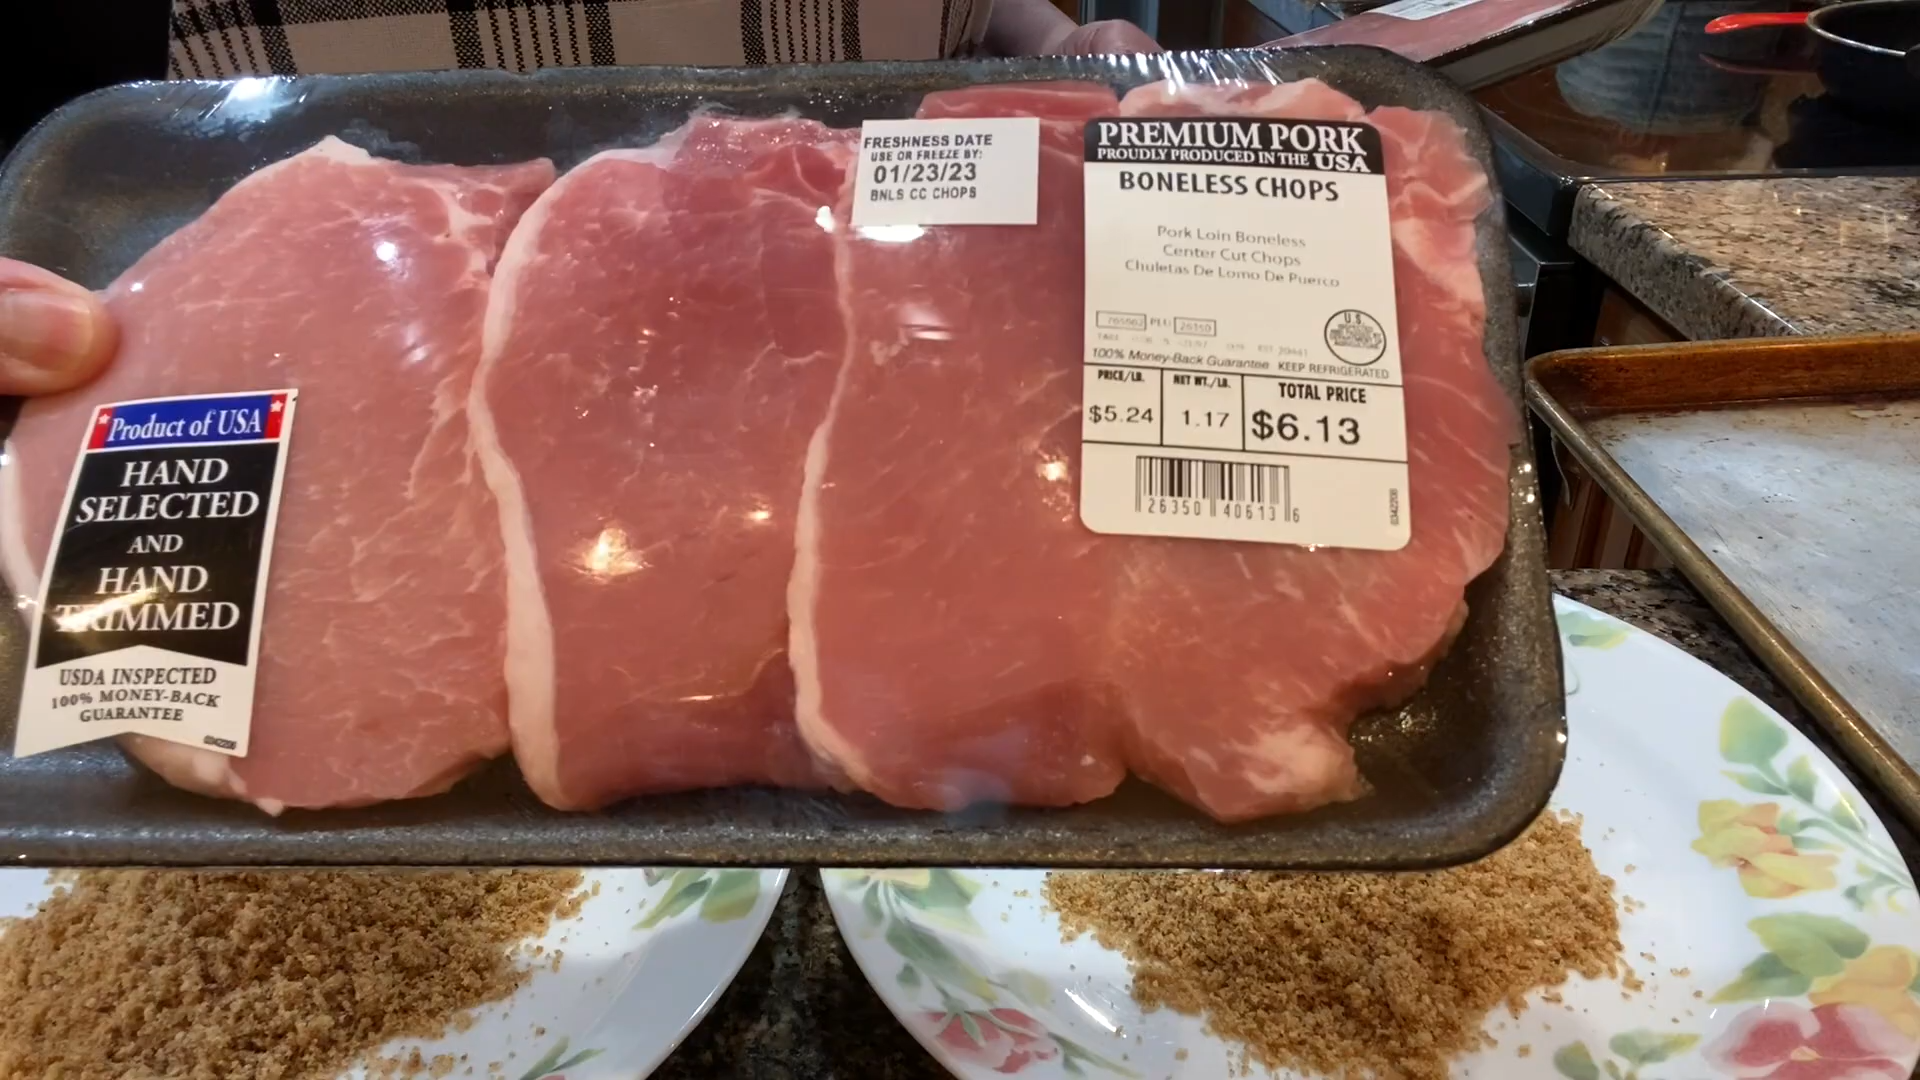 FRESHNESS DATE
USE OR FREEZE BY:
01/23/23
BNLS CC CHOPS
PREMIUM PORK
PROUDLY PRODUCED IN THE USA
BONELESS CHOPS
Pork Loin Boneless
Center Cut Chops
Chuletas De Lomo De Puerco
PLU 26350
U.S.
100% Money-Back Guarantee KEEP REFRIGERATED
PRICE/LB. NET WT./LB. TOTAL PRICE
$5.24 1.17 $6.13
26350 40613 6
Product of USA
HAND
SELECTED
AND
HAND
TRIMMED
USDA INSPECTED
100% MONEY-BACK
GUARANTEE